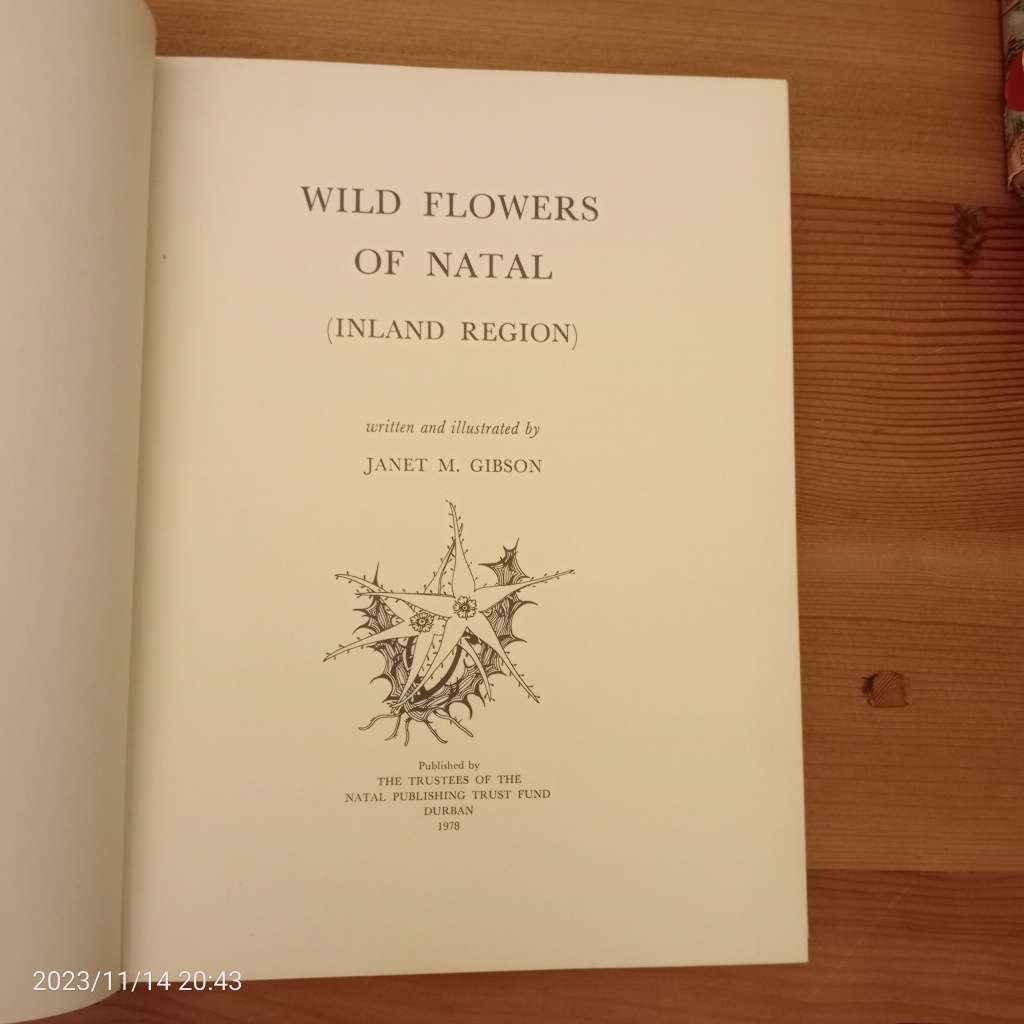 WILD FLOWERS
OF NATAL
(INLAND REGION)
written and illustrated by
JANET M. GIBSON
Published by
THE TRUSTEES OF THE
NATAL PUBLISHING TRUST FUND
DURBAN
1978
2023/11/14 20:43